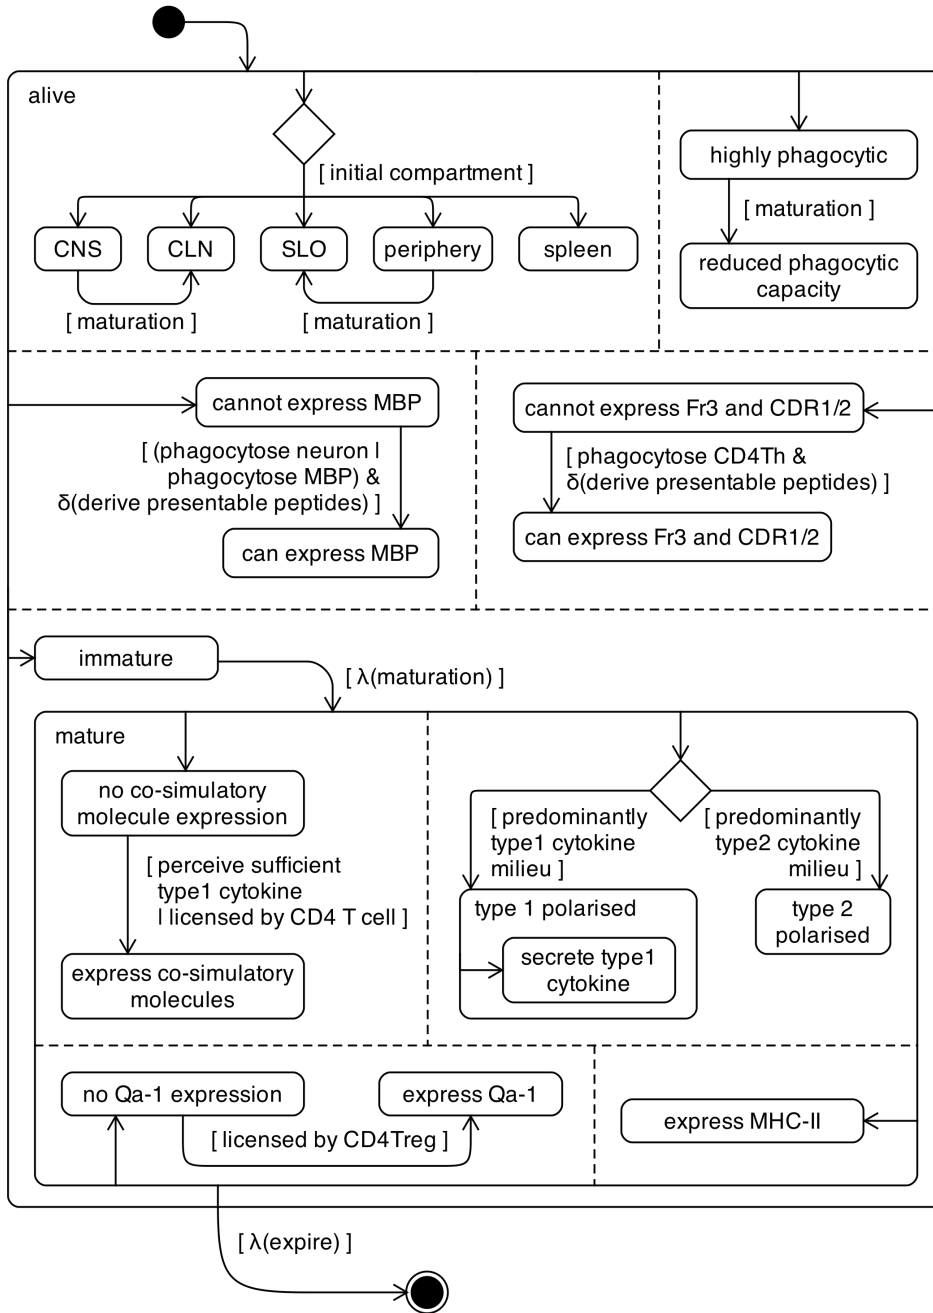 alive
[ initial compartment ]
CNS
CLN
SLO
periphery
spleen
[ maturation ]
[ maturation ]
highly phagocytic
[ maturation ]
reduced phagocytic
capacity
cannot express MBP
[ (phagocytose neuron |
phagocytose MBP) &
δ(derive presentable peptides) ]
can express MBP
cannot express Fr3 and CDR1/2
[ phagocytose CD4Th &
δ(derive presentable peptides) ]
can express Fr3 and CDR1/2
immature
[ λ(maturation) ]
mature
no co-simulatory
molecule expression
[ perceive sufficient
type1 cytokine
| licensed by CD4 T cell ]
express co-simulatory
molecules
[ predominantly
type1 cytokine
milieu ]
[ predominantly
type2 cytokine
milieu ]
type 1 polarised
secrete type1
cytokine
type 2
polarised
no Qa-1 expression
express Qa-1
[ licensed by CD4Treg ]
express MHC-II
[ λ(expire) ]